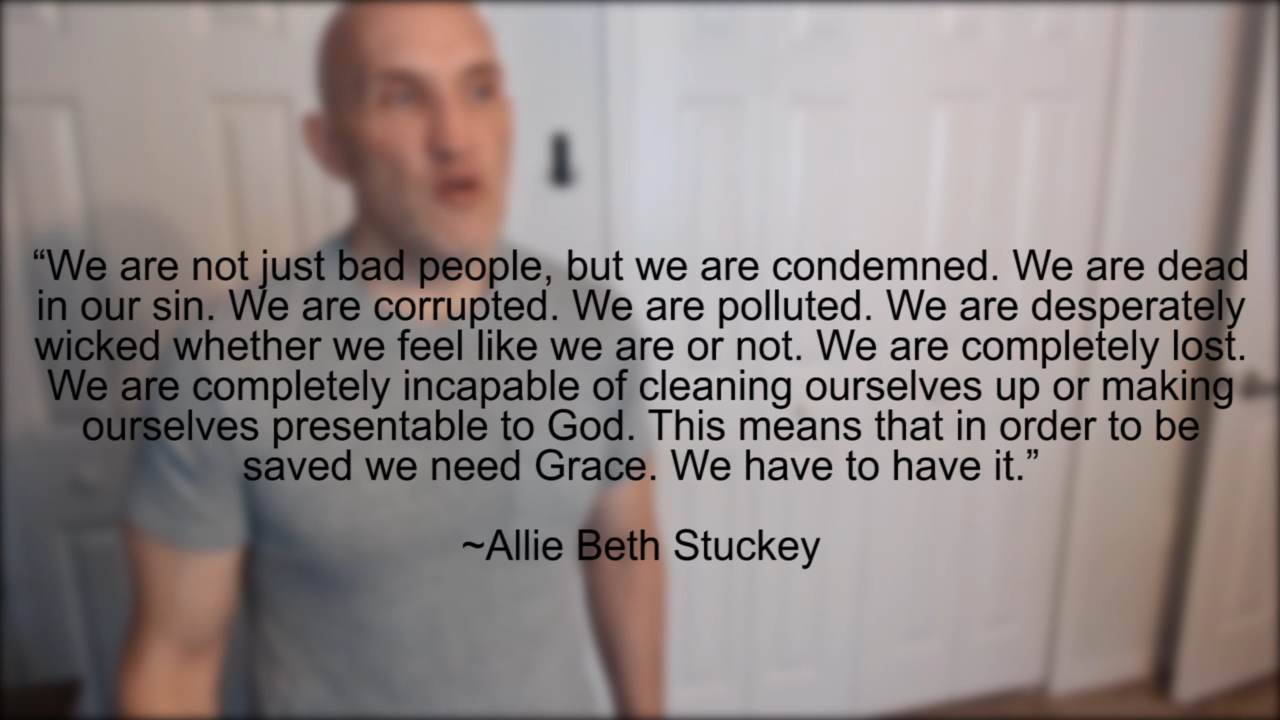 “We are not just bad people, but we are condemned. We are dead
in our sin. We are corrupted. We are polluted. We are desperately
wicked whether we feel like we are or not. We are completely lost.
We are completely incapable of cleaning ourselves up or making
ourselves presentable to God. This means that in order to be
saved we need Grace. We have to have it.”
~Allie Beth Stuckey